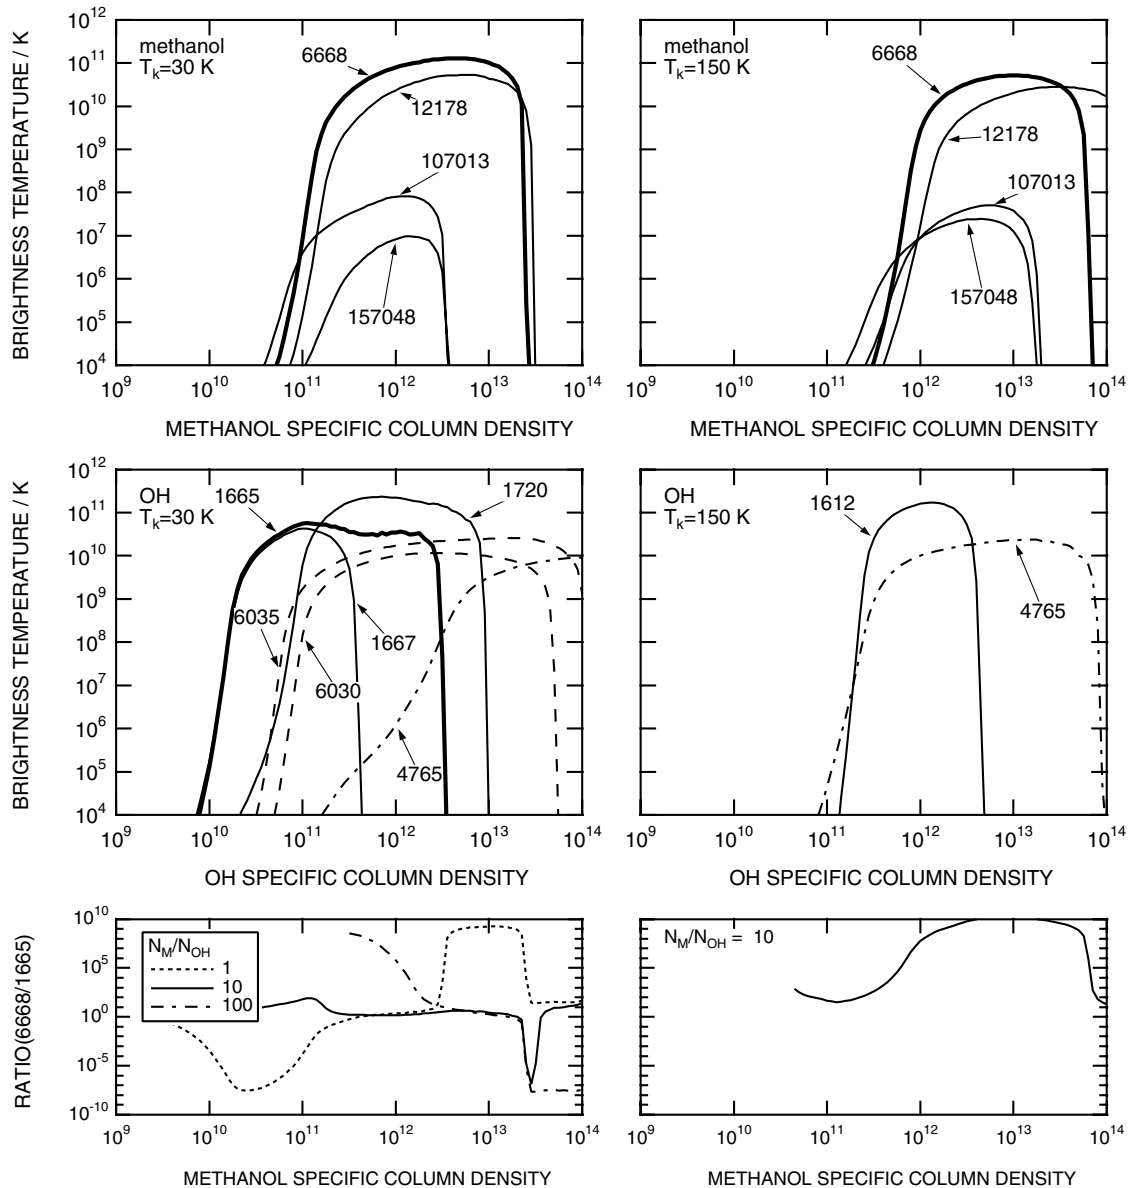 BRIGHTNESS TEMPERATURE / K
10^12
10^11
10^10
10^9
10^8
10^7
10^6
10^5
10^4
methanol
T_k=30 K
6668
12178
107013
157048
10^9 10^10 10^11 10^12 10^13 10^14
METHANOL SPECIFIC COLUMN DENSITY
methanol
T_k=150 K
6668
12178
107013
157048
10^9 10^10 10^11 10^12 10^13 10^14
METHANOL SPECIFIC COLUMN DENSITY
BRIGHTNESS TEMPERATURE / K
10^12
10^11
10^10
10^9
10^8
10^7
10^6
10^5
10^4
OH
T_k=30 K
1665
1720
6035
1667
6030
4765
10^9 10^10 10^11 10^12 10^13 10^14
OH SPECIFIC COLUMN DENSITY
OH
T_k=150 K
1612
4765
10^9 10^10 10^11 10^12 10^13 10^14
OH SPECIFIC COLUMN DENSITY
RATIO(6668/1665)
10^10
10^5
10^0
10^-5
10^-10
N_M/N_OH
1
10
100
10^9 10^10 10^11 10^12 10^13 10^14
METHANOL SPECIFIC COLUMN DENSITY
N_M/N_OH = 10
10^9 10^10 10^11 10^12 10^13 10^14
METHANOL SPECIFIC COLUMN DENSITY